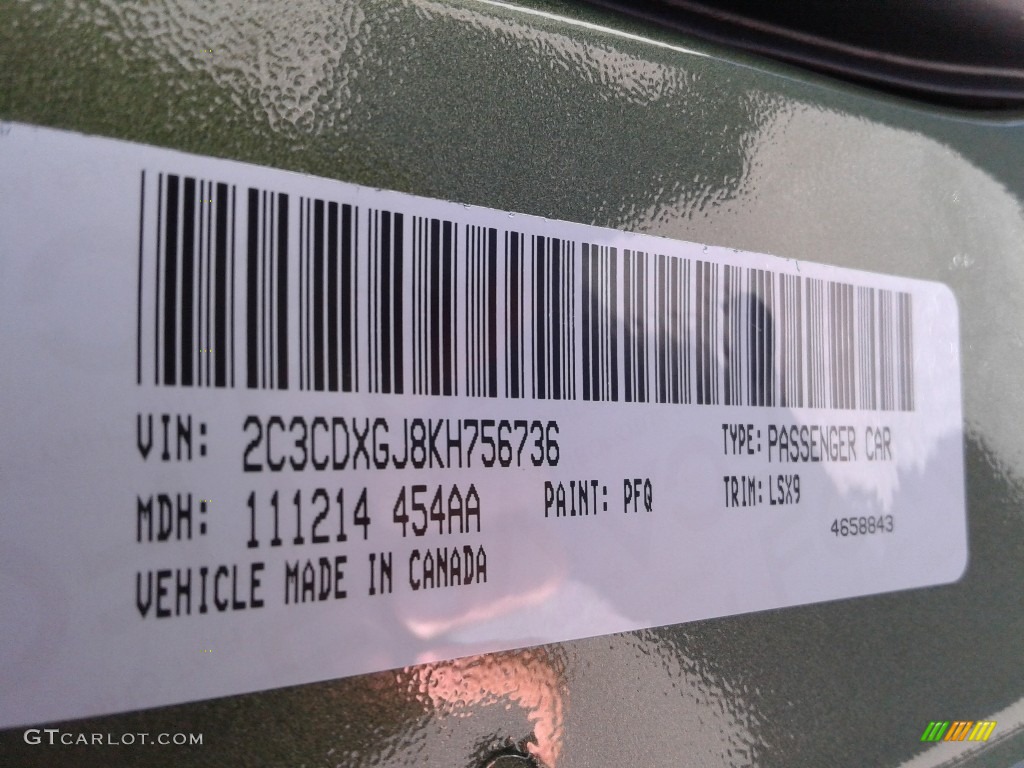 VIN: 2C3CDXGJ8KH756736 TYPE: PASSENGER CAR
MDH: 111214 454AA PAINT: PFQ TRIM: LSX9
4658843
VEHICLE MADE IN CANADA
GTCARLOT.COM